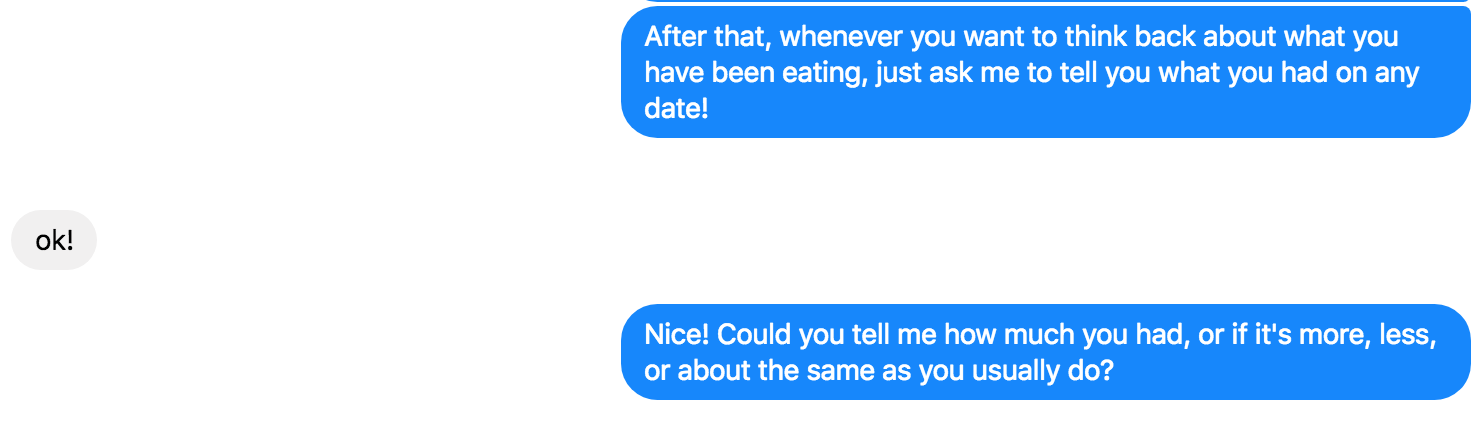 After that, whenever you want to think back about what you
have been eating, just ask me to tell you what you had on any
date!
ok!
Nice! Could you tell me how much you had, or if it's more, less,
or about the same as you usually do?